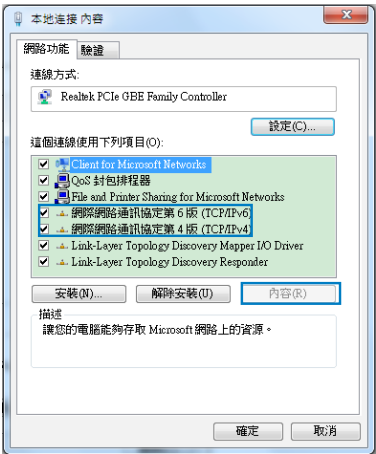 本地連接 內容
網路功能 驗證
連線方式:
Realtek PCIe GBE Family Controller
設定(C)...
這個連線使用下列項目(O):
Client for Microsoft Networks
QoS 封包排程器
File and Printer Sharing for Microsoft Networks
網際網路通訊協定第 6 版 (TCP/IPv6)
網際網路通訊協定第 4 版 (TCP/IPv4)
Link-Layer Topology Discovery Mapper I/O Driver
Link-Layer Topology Discovery Responder
安裝(N)... 解除安裝(U) 內容(R)
描述
讓您的電腦能夠存取 Microsoft 網路上的資源。
確定 取消